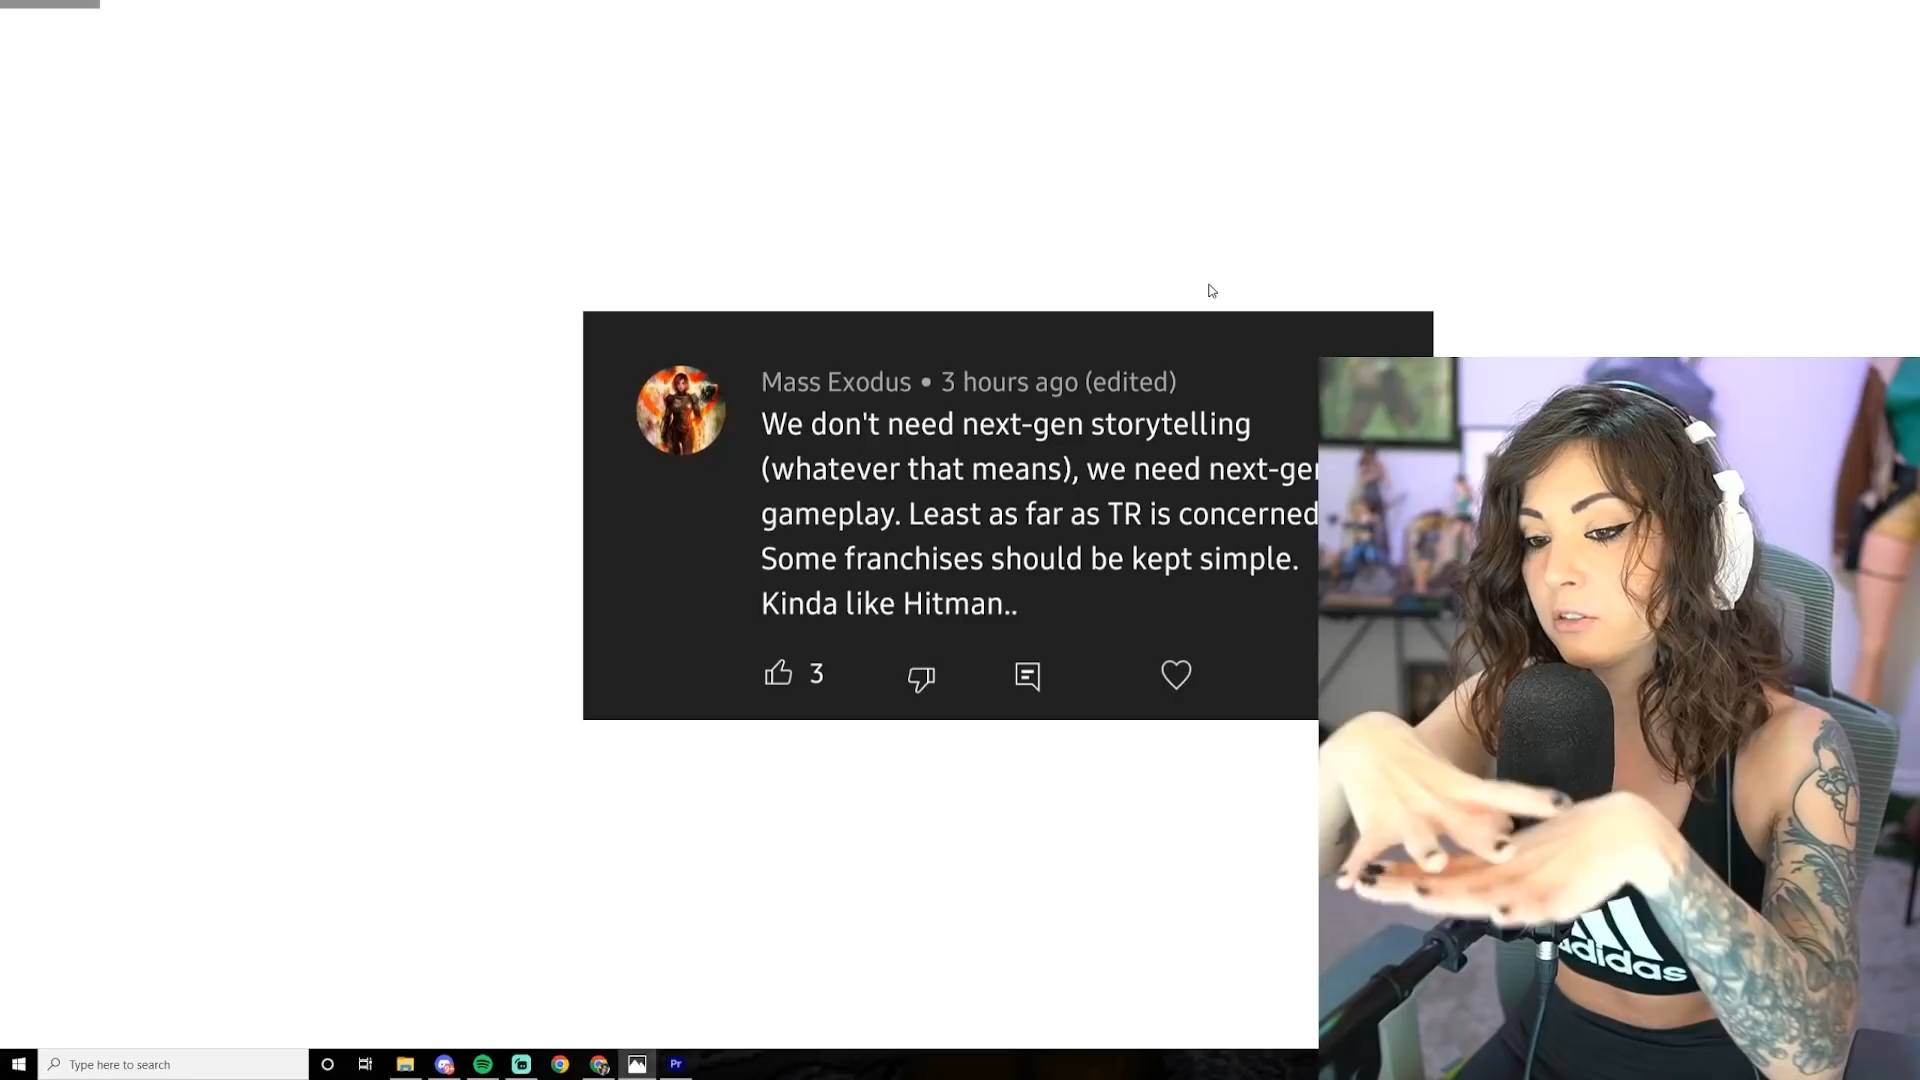 Mass Exodus • 3 hours ago (edited)
We don't need next-gen storytelling
(whatever that means), we need next-gen
gameplay. Least as far as TR is concerned
Some franchises should be kept simple.
Kinda like Hitman..
3
adidas
Type here to search
Pr